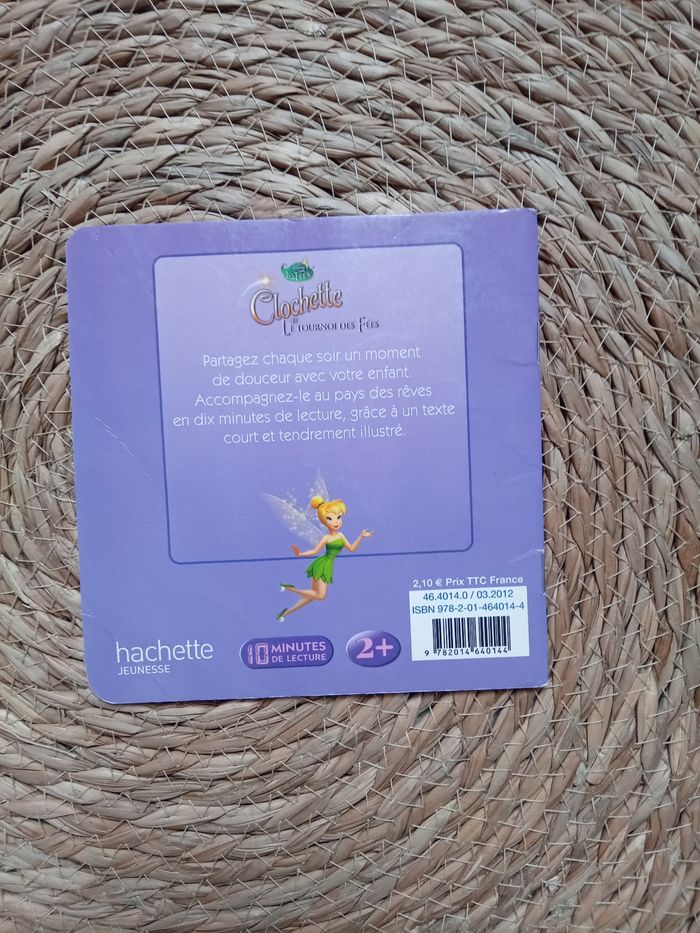 Clochette
ET
LE TOURNOI DES FÉES
Partagez chaque soir un moment
de douceur avec votre enfant.
Accompagnez-le au pays des rêves
en dix minutes de lecture, grâce à un texte
court et tendrement illustré.
2,10 € Prix TTC France
46.4014.0 / 03.2012
ISBN 978-2-01-464014-4
9 782014 640144
hachette
JEUNESSE
10 MINUTES
DE LECTURE
2+